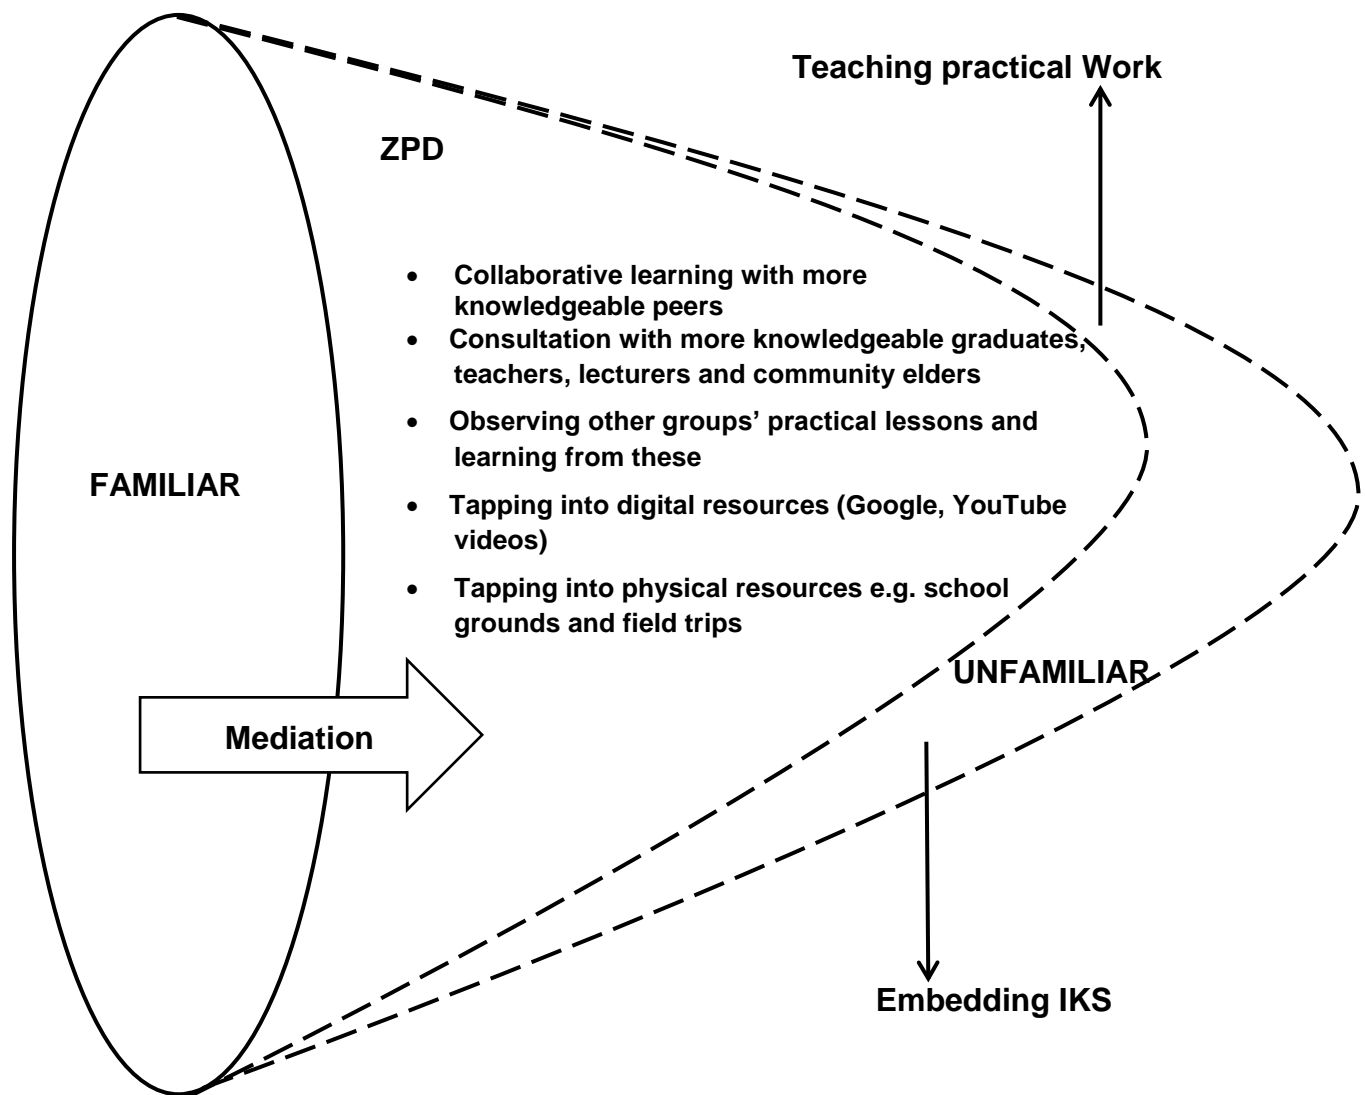 Teaching practical Work
ZPD
• Collaborative learning with more
knowledgeable peers
• Consultation with more knowledgeable graduates,
teachers, lecturers and community elders
• Observing other groups’ practical lessons and
learning from these
• Tapping into digital resources (Google, YouTube
videos)
• Tapping into physical resources e.g. school
grounds and field trips
FAMILIAR
UNFAMILIAR
Mediation
Embedding IKS